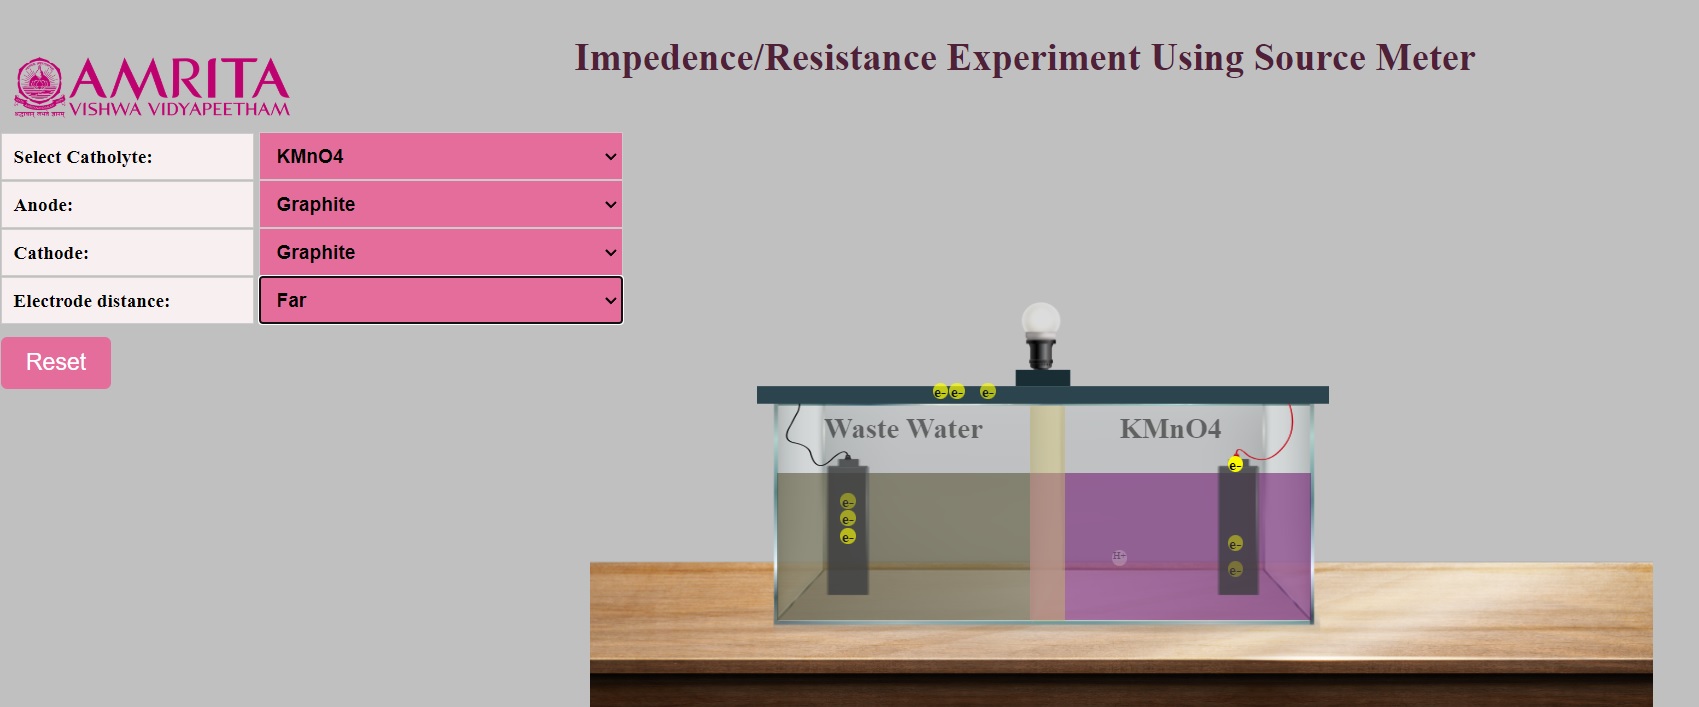 Impedence/Resistance Experiment Using Source Meter
AMRITA
VISHWA VIDYAPEETHAM
Select Catholyte: KMnO4
Anode: Graphite
Cathode: Graphite
Electrode distance: Far
Reset
e- e- e-
Waste Water KMnO4
e-
e-
e-
e-
e-
e-